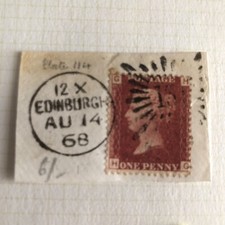 Plate 114
12 X
EDINBURGH
AU 14
68
6/-
G H
ONE PENNY
H G